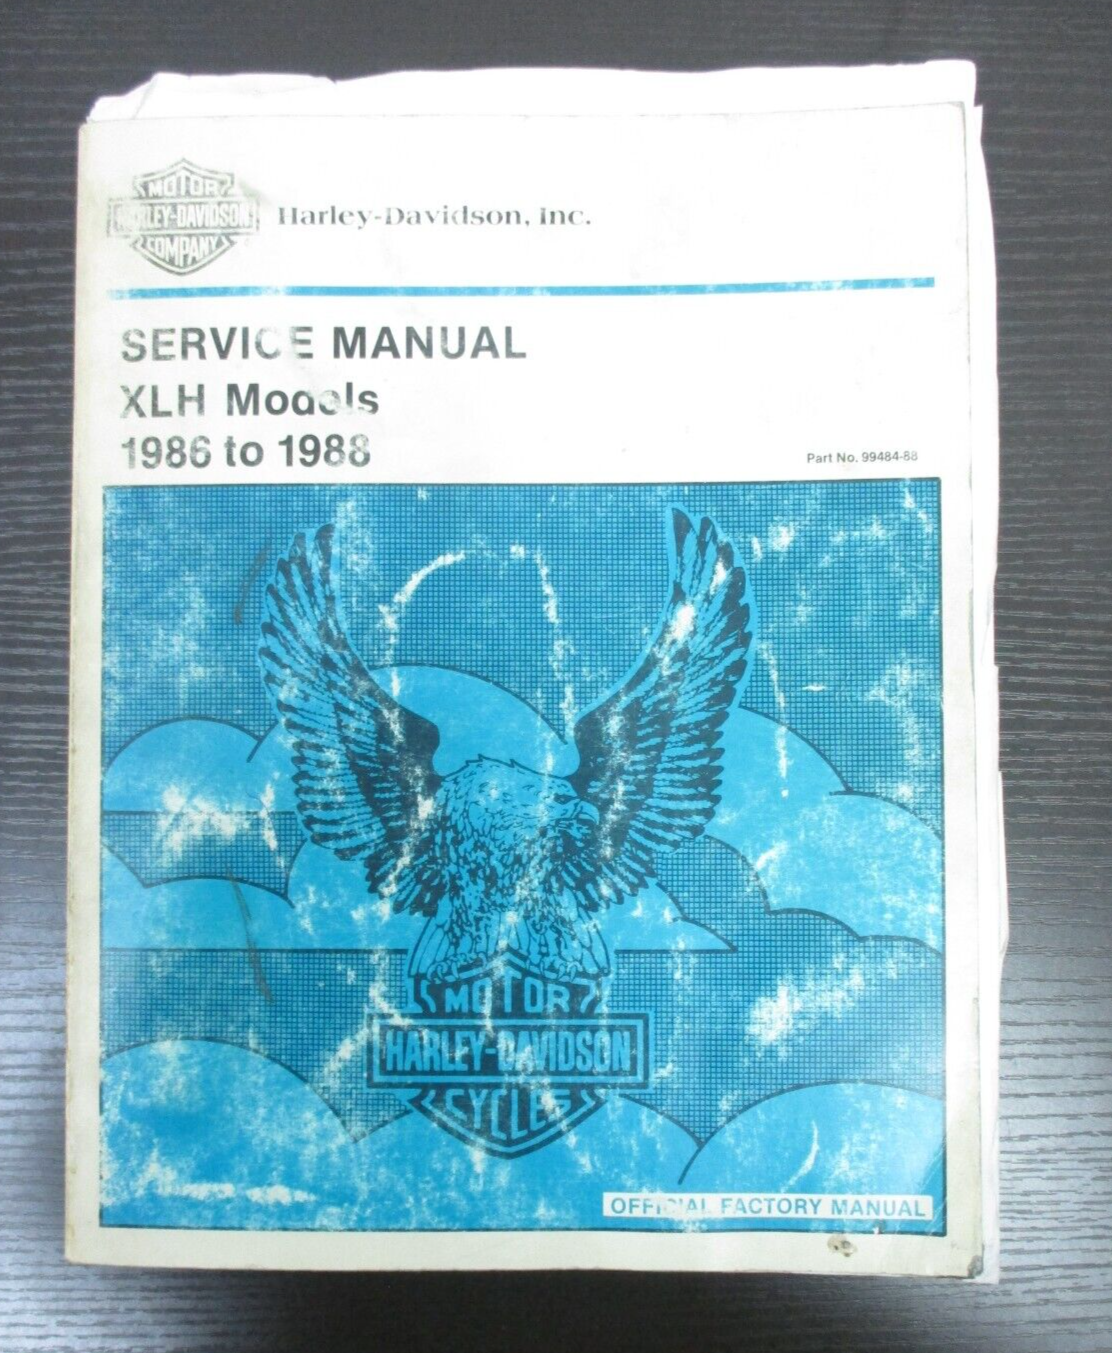 MOTOR
HARLEY-DAVIDSON
COMPANY
Harley-Davidson, Inc.
SERVICE MANUAL
XLH Models
1986 to 1988
Part No. 99484-88
MOTOR
HARLEY-DAVIDSON
CYCLES
OFFICIAL FACTORY MANUAL